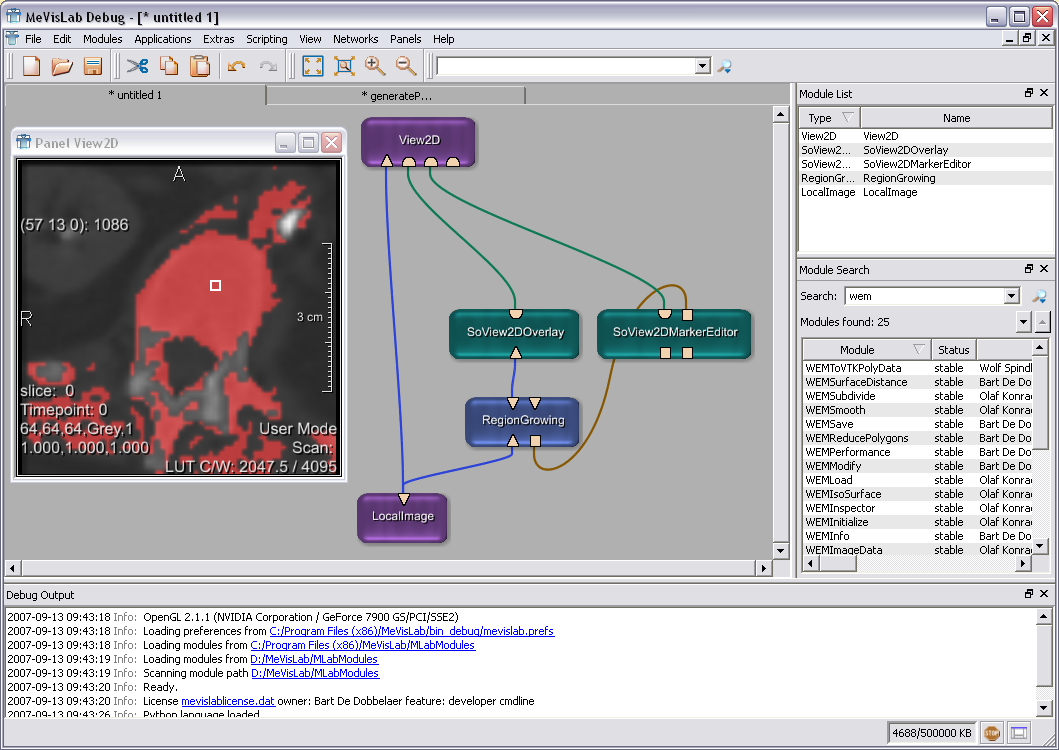 MeVisLab Debug - [* untitled 1]
File Edit Modules Applications Extras Scripting View Networks Panels Help
* untitled 1
* generateP...
Panel View2D
A
(57 13 0): 1086
R
3 cm
slice: 0
Timepoint: 0
64,64,64,Grey,1
1.000,1.000,1.000
User Mode
Scan:
LUT C/W: 2047.5 / 4095
View2D
SoView2DOverlay
SoView2DMarkerEditor
RegionGrowing
LocalImage
Module List
Type Name
View2D View2D
SoView2... SoView2DOverlay
SoView2... SoView2DMarkerEditor
RegionGr... RegionGrowing
LocalImage LocalImage
Module Search
Search: wem
Modules found: 25
Module Status
WEMToVTKPolyData stable Wolf Spindl
WEMSurfaceDistance stable Bart De Do
WEMSubdivide stable Olaf Konrad
WEMSmooth stable Olaf Konrad
WEMSave stable Bart De Do
WEMReducePolygons stable Bart De Do
WEMPerformance stable Bart De Do
WEMModify stable Bart De Do
WEMLoad stable Olaf Konrad
WEMIsoSurface stable Olaf Konrad
WEMInspector stable Olaf Konrad
WEMInitialize stable Olaf Konrad
WEMInfo stable Bart De Do
WEMImageData stable Olaf Konrad
Debug Output
2007-09-13 09:43:18 Info: OpenGL 2.1.1 (NVIDIA Corporation / GeForce 7900 GS/PCI/SSE2)
2007-09-13 09:43:18 Info: Loading preferences from C:/Program Files (x86)/MeVisLab/bin_debug/mevislab.prefs
2007-09-13 09:43:18 Info: Loading modules from C:/Program Files (x86)/MeVisLab/MLabModules
2007-09-13 09:43:19 Info: Loading modules from D:/MeVisLab/MLabModules
2007-09-13 09:43:19 Info: Scanning module path D:/MeVisLab/MLabModules
2007-09-13 09:43:20 Info: Ready.
2007-09-13 09:43:20 Info: License mevislablicense.dat owner: Bart De Dobbelaer feature: developer cmdline
2007-09-13 09:43:26 Info: Python language loaded
4688/500000 KB
STOP